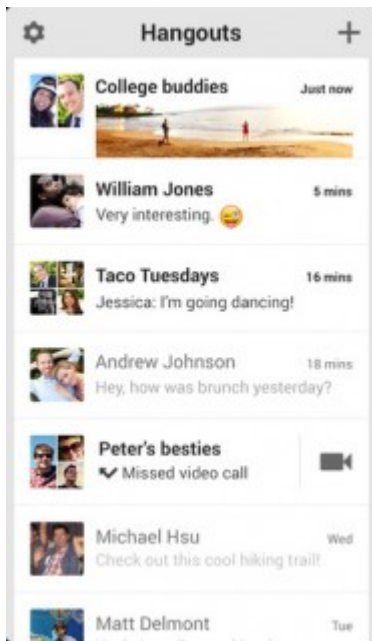 Hangouts
College buddies Just now
William Jones 5 mins
Very interesting.
Taco Tuesdays 16 mins
Jessica: I'm going dancing!
Andrew Johnson 18 mins
Hey, how was brunch yesterday?
Peter's besties
Missed video call
Michael Hsu Wed
Check out this cool hiking trail!
Matt Delmont Tue